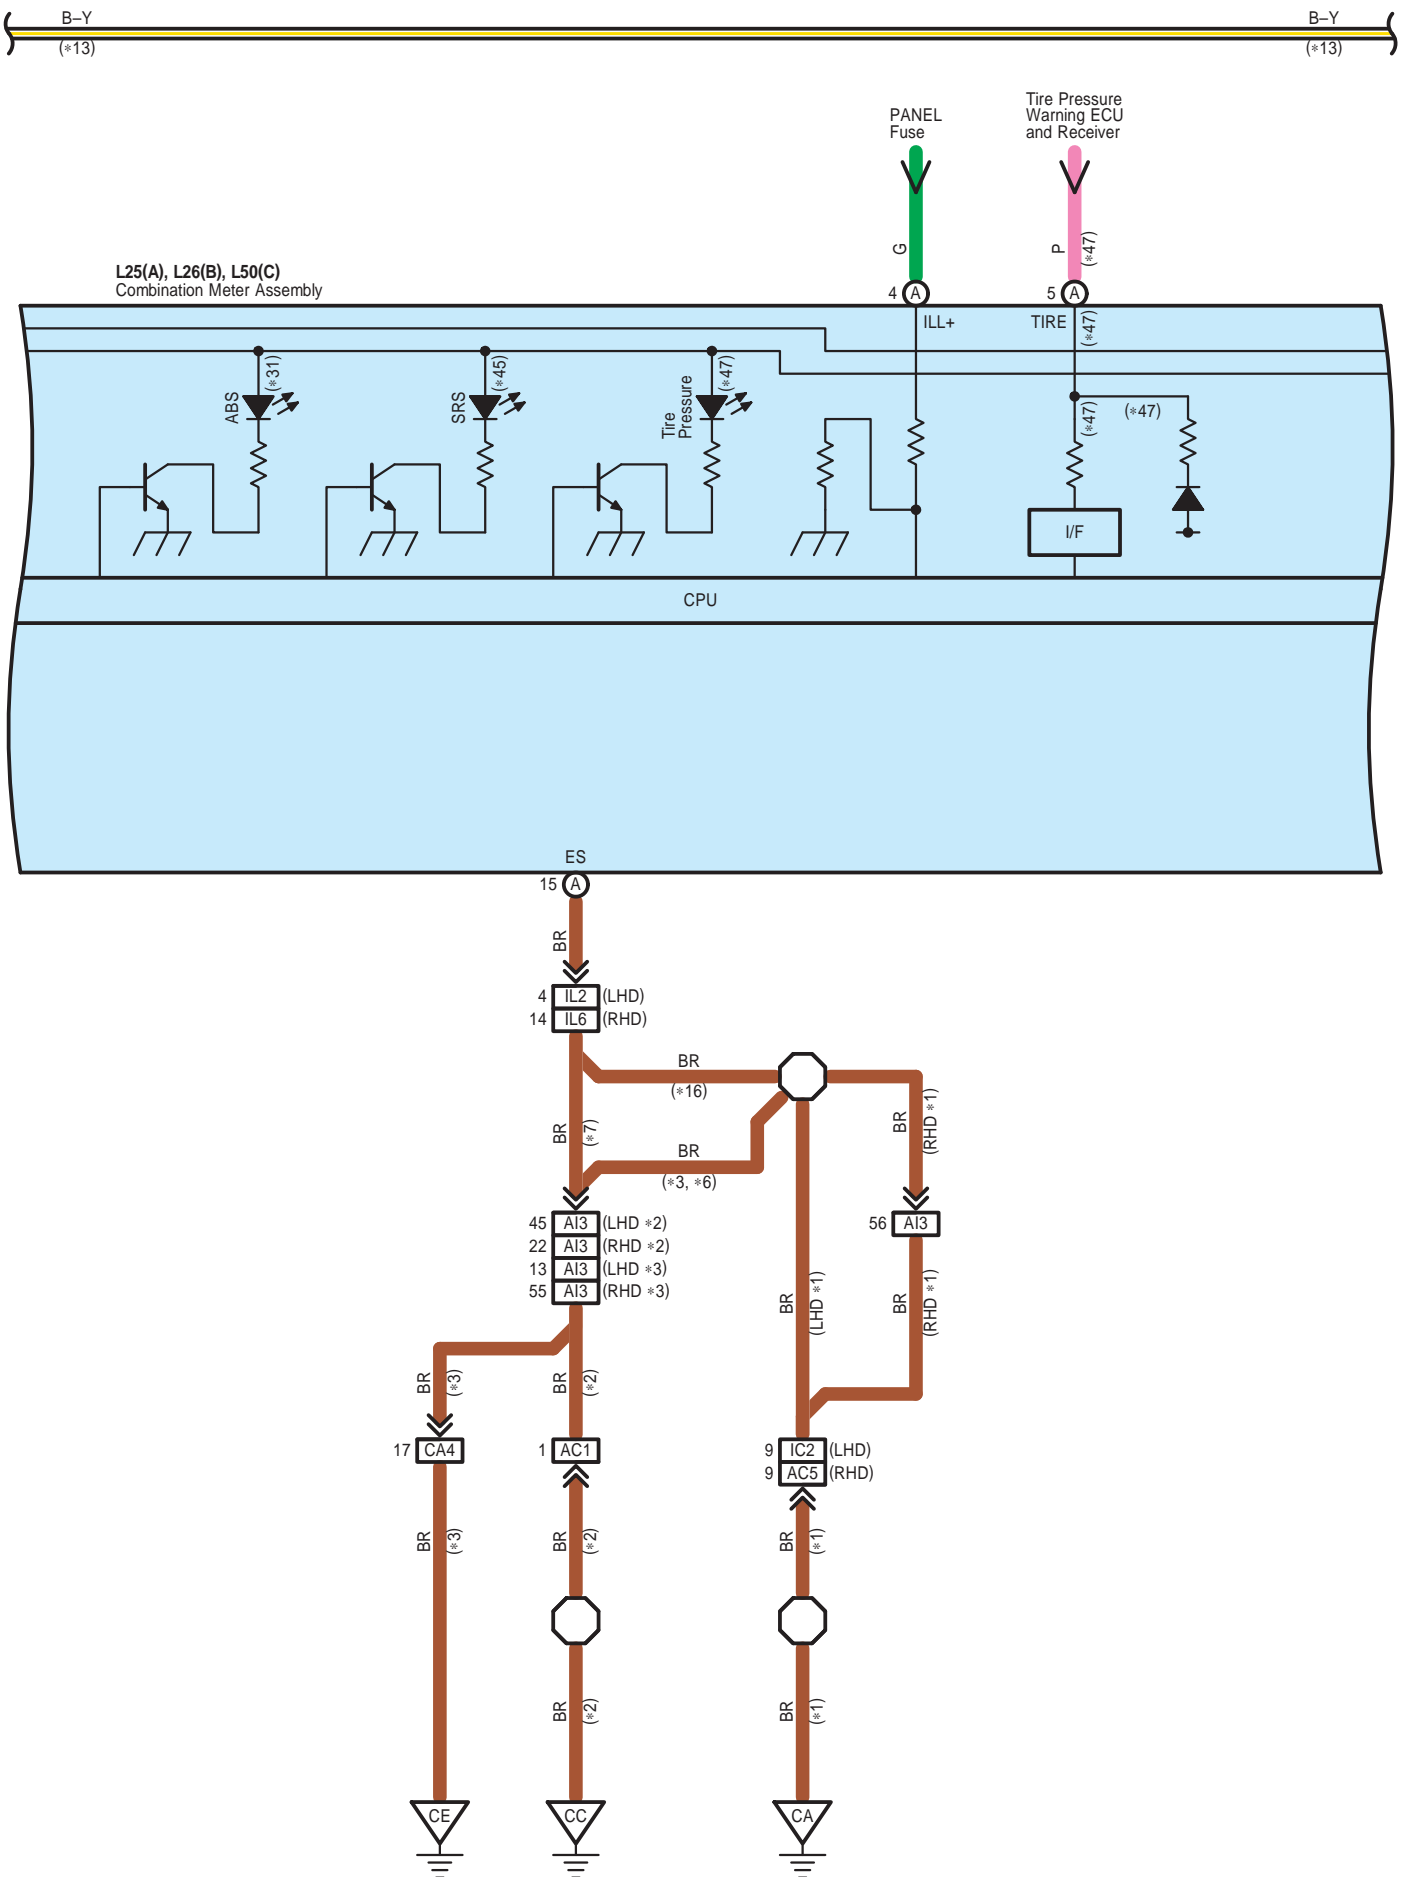 B–Y
B–Y
(∗13)
(∗13)
PANEL
Fuse
Tire Pressure
Warning ECU
and Receiver
G
P
(∗47)
L25(A), L26(B), L50(C)
Combination Meter Assembly
4 A
5 A
ILL+
TIRE
(∗47)
ABS
(∗31)
SRS
(∗45)
Tire
Pressure
(∗47)
(∗47)
(∗47)
I/F
CPU
ES
15 A
BR
4 IL2 (LHD)
14 IL6 (RHD)
BR
(∗16)
BR
(∗7)
BR
(∗3, ∗6)
BR
(RHD ∗1)
45 AI3 (LHD ∗2)
22 AI3 (RHD ∗2)
13 AI3 (LHD ∗3)
55 AI3 (RHD ∗3)
56 AI3
BR
(LHD ∗1)
BR
(RHD ∗1)
BR
(∗3)
BR
(∗2)
17 CA4
1 AC1
9 IC2 (LHD)
9 AC5 (RHD)
BR
(∗3)
BR
(∗2)
BR
(∗1)
BR
(∗2)
BR
(∗1)
CE
CC
CA